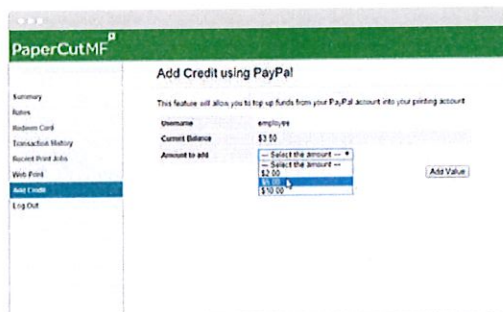 PaperCutMF
Add Credit using PayPal
Summary
Rates
Redeem Card
Transaction History
Recent Print Jobs
Web Print
Add Credit
Log Out
This feature will allow you to top up funds from your PayPal account into your printing account
Username employee
Current Balance $3.50
Amount to add --- Select the amount ---
--- Select the amount ---
$2.00
$5.00
$10.00
Add Value